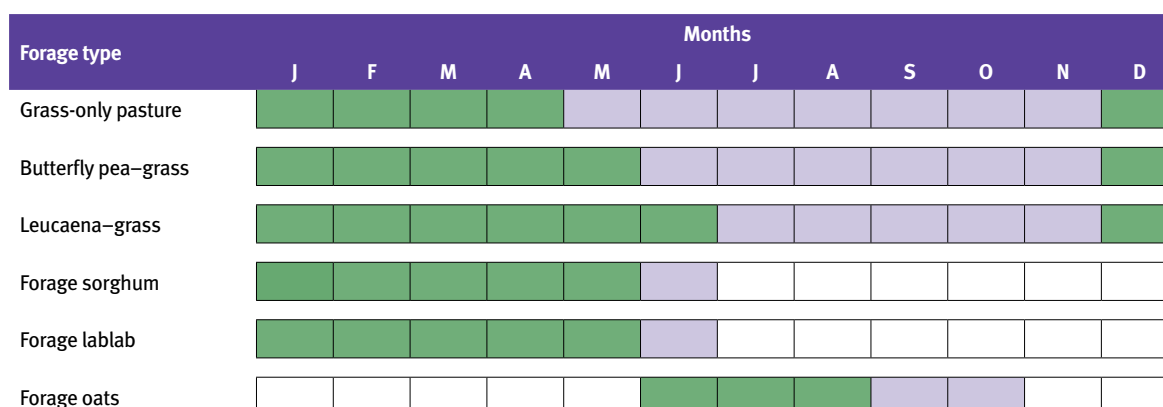 Months
Forage type
J F M A M J J A S O N D
Grass-only pasture
Butterfly pea–grass
Leucaena–grass
Forage sorghum
Forage lablab
Forage oats